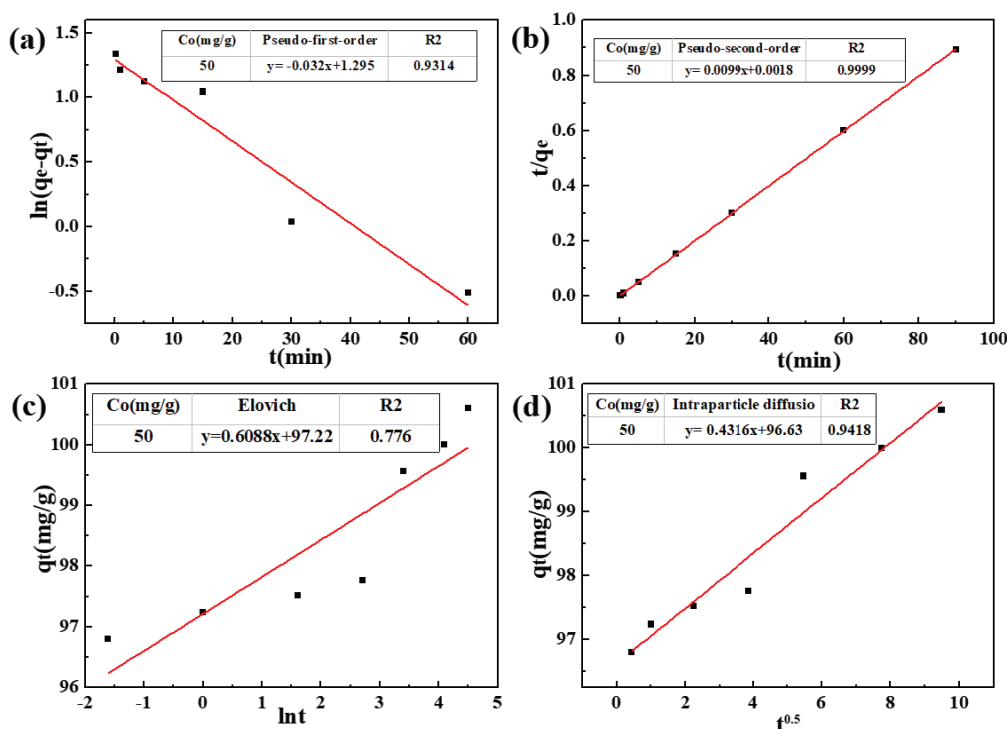 (a)
Co(mg/g) Pseudo-first-order R2
50 y= -0.032x+1.295 0.9314
1.5
1.0
0.5
0.0
-0.5
ln(qe-qt)
0 10 20 30 40 50 60
t(min)
(b)
Co(mg/g) Pseudo-second-order R2
50 y= 0.0099x+0.0018 0.9999
1.0
0.8
0.6
0.4
0.2
0.0
t/qe
0 20 40 60 80 100
t(min)
(c)
Co(mg/g) Elovich R2
50 y=0.6088x+97.22 0.776
101
100
99
98
97
96
qt(mg/g)
-2 -1 0 1 2 3 4 5
lnt
(d)
Co(mg/g) Intraparticle diffusio R2
50 y= 0.4316x+96.63 0.9418
101
100
99
98
97
qt(mg/g)
0 2 4 6 8 10
t0.5